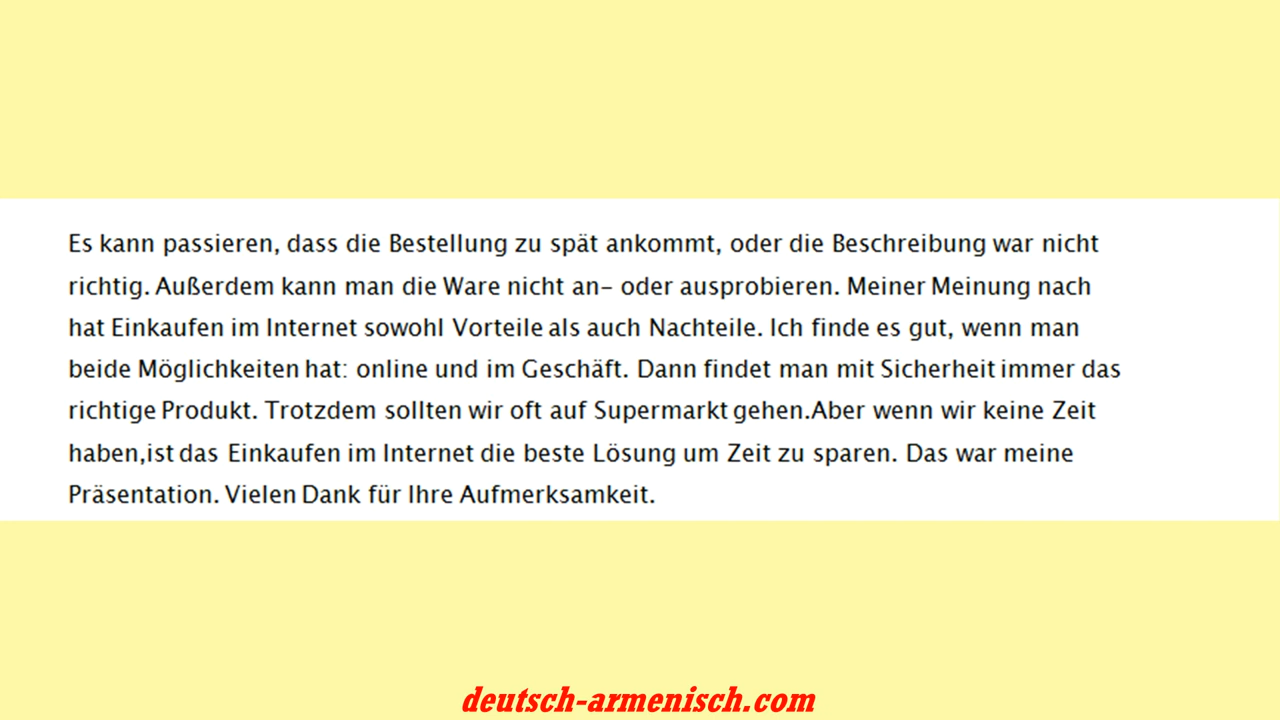 Es kann passieren, dass die Bestellung zu spät ankommt, oder die Beschreibung war nicht
richtig. Außerdem kann man die Ware nicht an- oder ausprobieren. Meiner Meinung nach
hat Einkaufen im Internet sowohl Vorteile als auch Nachteile. Ich finde es gut, wenn man
beide Möglichkeiten hat: online und im Geschäft. Dann findet man mit Sicherheit immer das
richtige Produkt. Trotzdem sollten wir oft auf Supermarkt gehen.Aber wenn wir keine Zeit
haben,ist das Einkaufen im Internet die beste Lösung um Zeit zu sparen. Das war meine
Präsentation. Vielen Dank für Ihre Aufmerksamkeit.
deutsch-armenisch.com